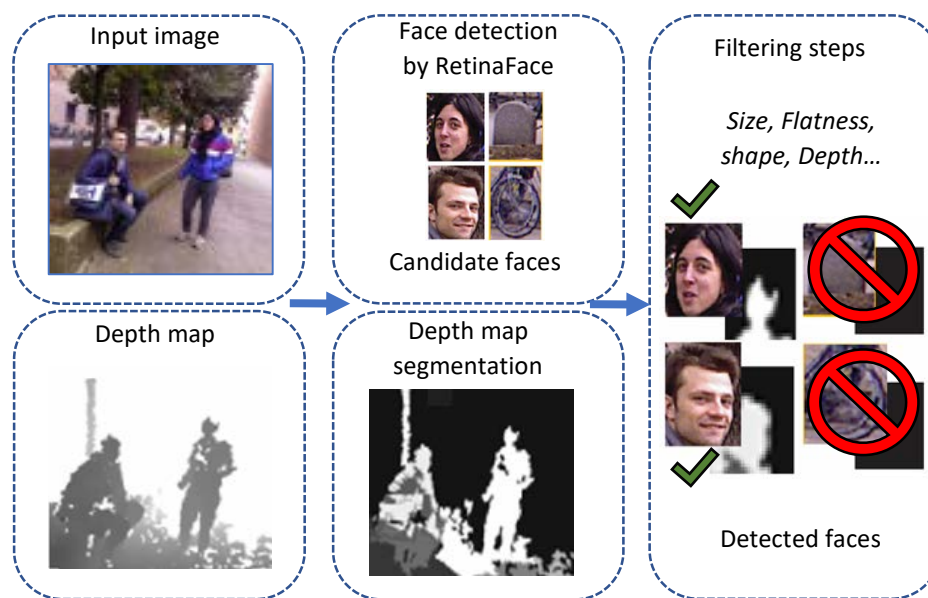 Input image
Face detection
by RetinaFace
Candidate faces
Depth map
Depth map
segmentation
Filtering steps
Size, Flatness,
shape, Depth...
Detected faces